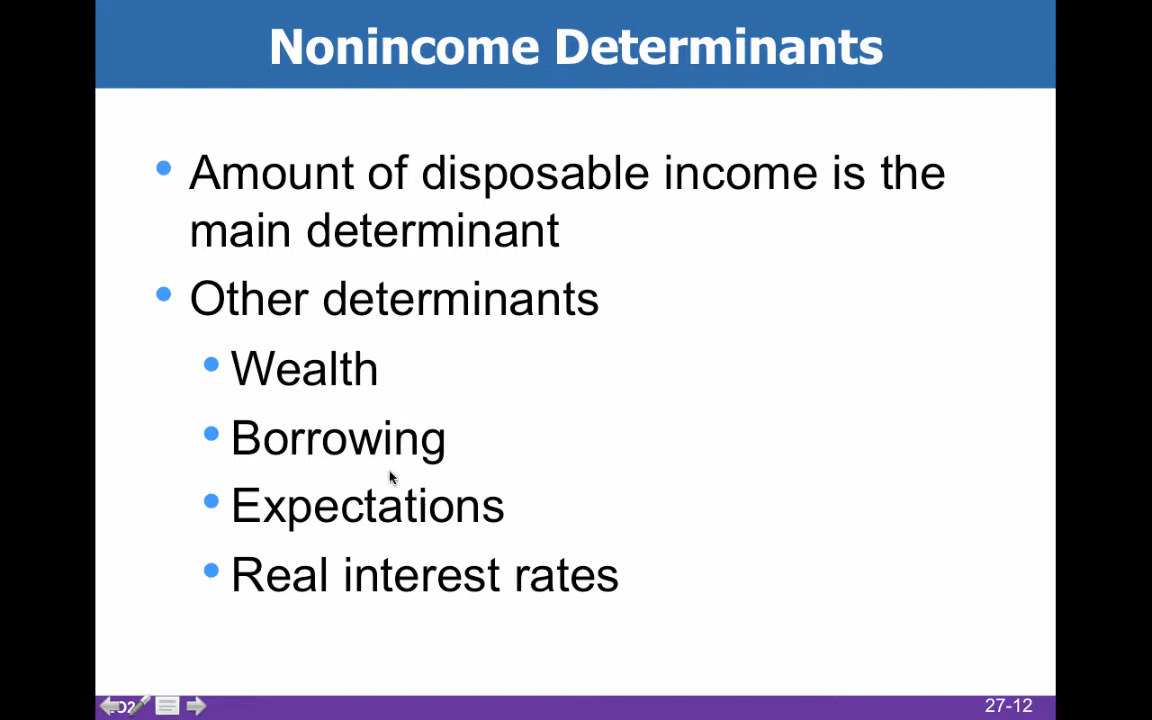 Nonincome Determinants
• Amount of disposable income is the
main determinant
• Other determinants
• Wealth
• Borrowing
• Expectations
• Real interest rates
27-12